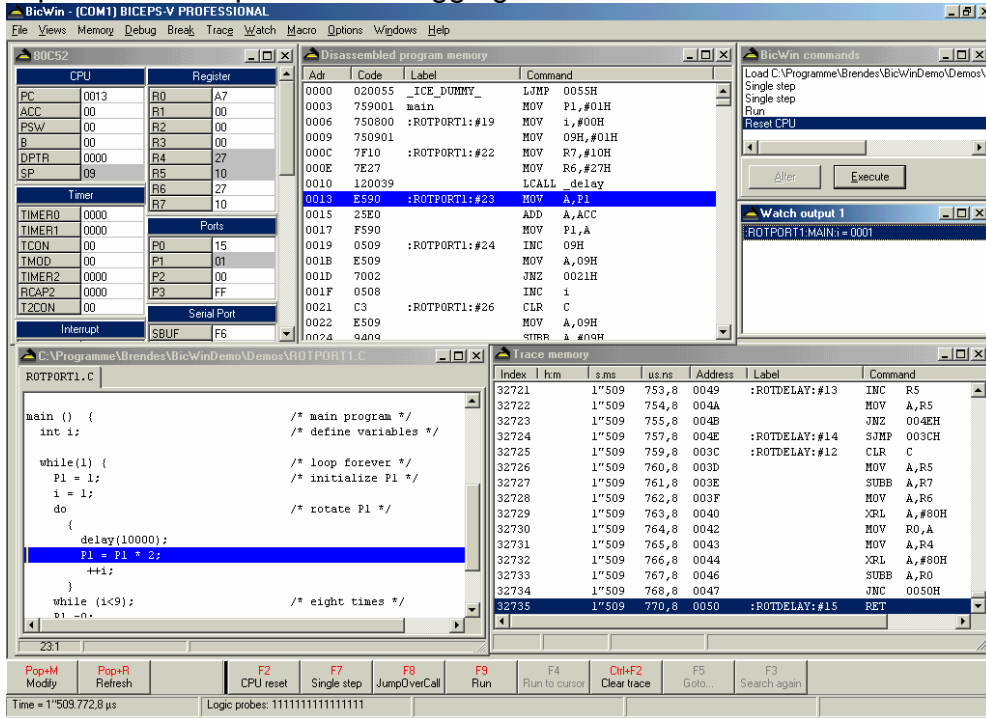 BicWin - (COM1) BICEPS-V PROFESSIONAL
File Views Memory Debug Break Trace Watch Macro Options Windows Help
80C52
CPU
PC 0013
ACC 00
PSW 00
B 00
DPTR 0000
SP 09
Timer
TIMER0 0000
TIMER1 0000
TCON 00
TMOD 00
TIMER2 0000
RCAP2 0000
T2CON 00
Interrupt
Register
R0 A7
R1 00
R2 00
R3 00
R4 27
R5 10
R6 27
R7 10
Ports
P0 15
P1 01
P2 00
P3 FF
Serial Port
SBUF F6
Disassembled program memory
Adr Code Label Command
0000 020055 _ICE_DUMMY_ LJMP 0055H
0003 759001 main MOV P1,#01H
0006 750800 :ROTPORT1:#19 MOV i,#00H
0009 750901 MOV 09H,#01H
000C 7F10 :ROTPORT1:#22 MOV R7,#10H
000E 7E27 MOV R6,#27H
0010 120039 LCALL _delay
0013 E590 :ROTPORT1:#23 MOV A,P1
0015 25E0 ADD A,ACC
0017 F590 MOV P1,A
0019 0509 :ROTPORT1:#24 INC 09H
001B E509 MOV A,09H
001D 7002 JNZ 0021H
001F 0508 INC i
0021 C3 :ROTPORT1:#26 CLR C
0022 E509 MOV A,09H
0024 9409 SUBB A,#09H
BicWin commands
Load C:\Programme\Brendes\BicWinDemo\Demos\
Single step
Single step
Run
Reset CPU
Alter Execute
Watch output 1
:ROTPORT1:MAIN:i = 0001
C:\Programme\Brendes\BicWinDemo\Demos\ROTPORT1.C
ROTPORT1.C
main () { /* main program */
int i; /* define variables */
while(1) { /* loop forever */
P1 = 1; /* initialize P1 */
i = 1;
do /* rotate P1 */
{
delay(10000);
P1 = P1 * 2;
++i;
}
while (i<9); /* eight times */
P1 =0;
23:1
Trace memory
Index h:m s.ms us.ns Address Label Command
32721 1"509 753,8 0049 :ROTDELAY:#13 INC R5
32722 1"509 754,8 004A MOV A,R5
32723 1"509 755,8 004B JNZ 004EH
32724 1"509 757,8 004E :ROTDELAY:#14 SJMP 003CH
32725 1"509 759,8 003C :ROTDELAY:#12 CLR C
32726 1"509 760,8 003D MOV A,R5
32727 1"509 761,8 003E SUBB A,R7
32728 1"509 762,8 003F MOV A,R6
32729 1"509 763,8 0040 XRL A,#80H
32730 1"509 764,8 0042 MOV R0,A
32731 1"509 765,8 0043 MOV A,R4
32732 1"509 766,8 0044 XRL A,#80H
32733 1"509 767,8 0046 SUBB A,R0
32734 1"509 768,8 0047 JNC 0050H
32735 1"509 770,8 0050 :ROTDELAY:#15 RET
Pop+M Pop+R F2 F7 F8 F9 F4 Ctrl+F2 F5 F3
Modify Refresh CPU reset Single step JumpOverCall Run Run to cursor Clear trace Goto... Search again
Time = 1"509.772,8 µs Logic probes: 1111111111111111